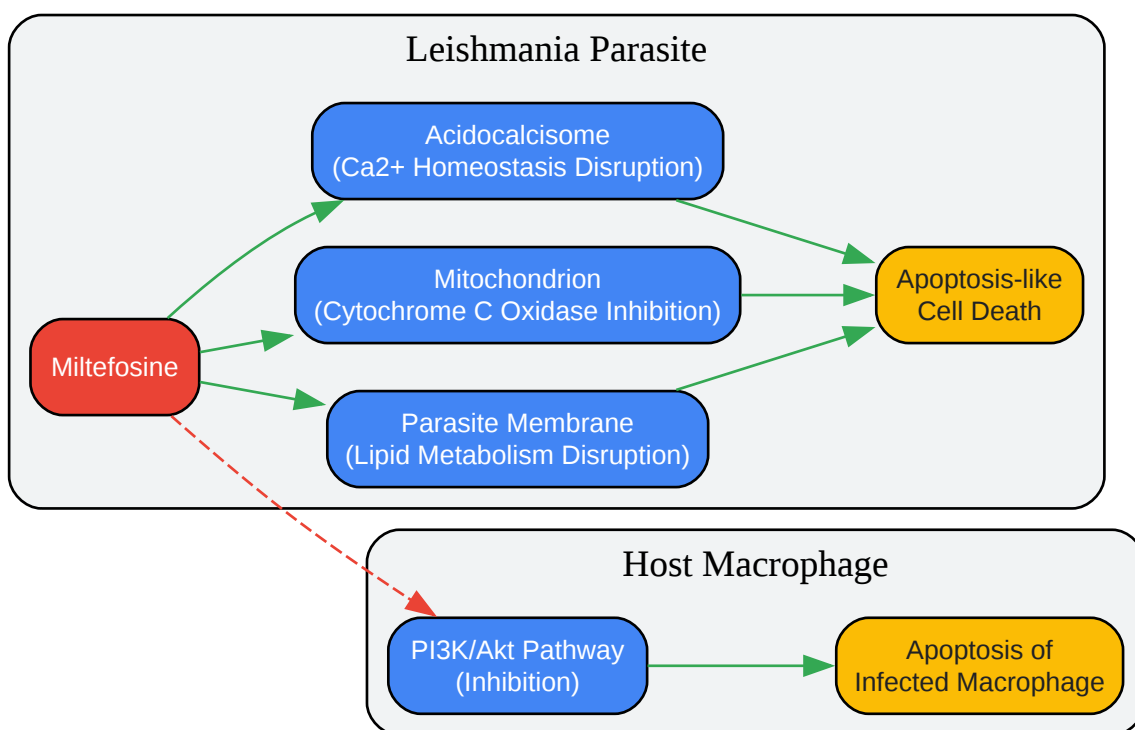 Leishmania Parasite
Acidocalcisome
(Ca2+ Homeostasis Disruption)
Mitochondrion
(Cytochrome C Oxidase Inhibition)
Apoptosis-like
Cell Death
Miltefosine
Parasite Membrane
(Lipid Metabolism Disruption)
Host Macrophage
PI3K/Akt Pathway
(Inhibition)
Apoptosis of
Infected Macrophage